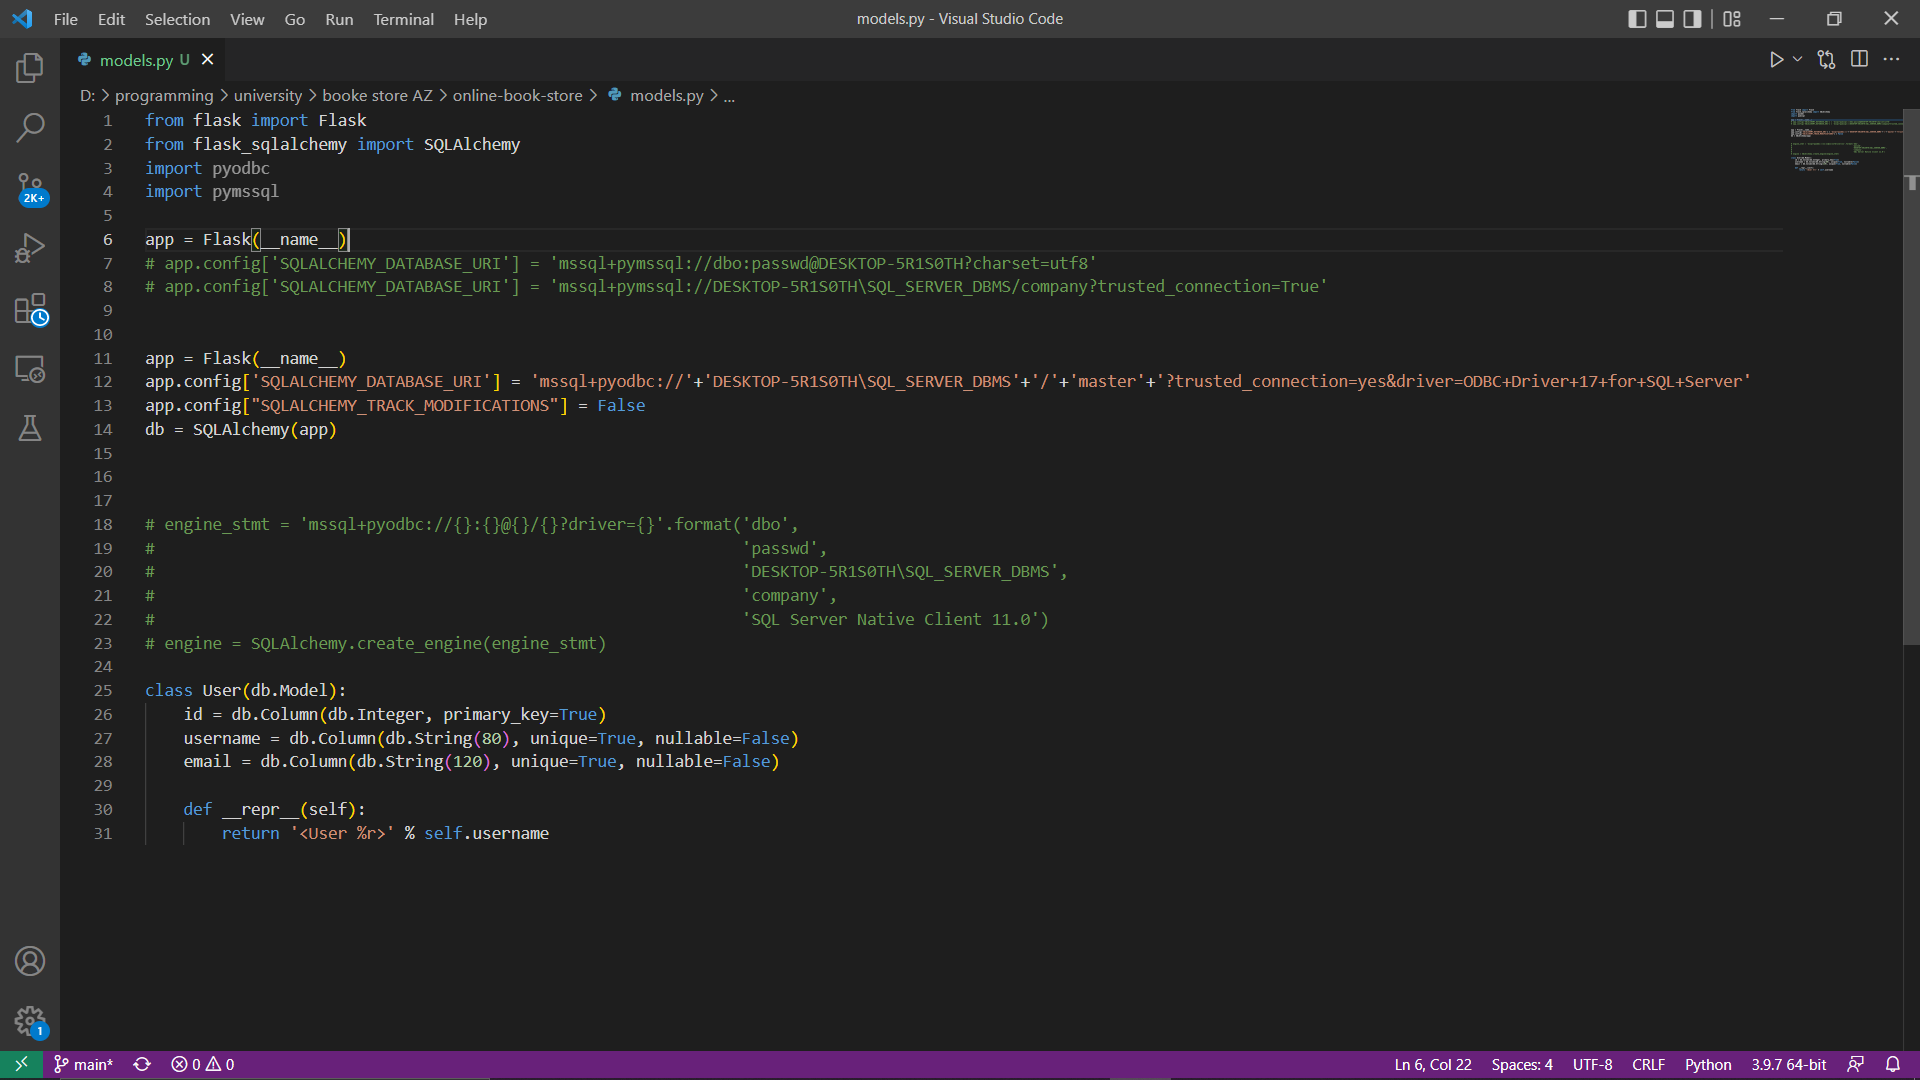 File Edit Selection View Go Run Terminal Help
models.py - Visual Studio Code
models.py U
D: > programming > university > booke store AZ > online-book-store > models.py > ...
1 from flask import Flask
2 from flask_sqlalchemy import SQLAlchemy
3 import pyodbc
4 import pymssql
5
6 app = Flask(__name__)
7 # app.config['SQLALCHEMY_DATABASE_URI'] = 'mssql+pymssql://dbo:passwd@DESKTOP-5R1S0TH?charset=utf8'
8 # app.config['SQLALCHEMY_DATABASE_URI'] = 'mssql+pymssql://DESKTOP-5R1S0TH\SQL_SERVER_DBMS/company?trusted_connection=True'
9
10
11 app = Flask(__name__)
12 app.config['SQLALCHEMY_DATABASE_URI'] = 'mssql+pyodbc://'+'DESKTOP-5R1S0TH\SQL_SERVER_DBMS'+'/'+'master'+'?trusted_connection=yes&driver=ODBC+Driver+17+for+SQL+Server'
13 app.config["SQLALCHEMY_TRACK_MODIFICATIONS"] = False
14 db = SQLAlchemy(app)
15
16
17
18 # engine_stmt = 'mssql+pyodbc://{}:{}@{}/{}?driver={}'.format('dbo',
19 # 'passwd',
20 # 'DESKTOP-5R1S0TH\SQL_SERVER_DBMS',
21 # 'company',
22 # 'SQL Server Native Client 11.0')
23 # engine = SQLAlchemy.create_engine(engine_stmt)
24
25 class User(db.Model):
26 id = db.Column(db.Integer, primary_key=True)
27 username = db.Column(db.String(80), unique=True, nullable=False)
28 email = db.Column(db.String(120), unique=True, nullable=False)
29
30 def __repr__(self):
31 return '<User %r>' % self.username
2K+
1
main* 0 0
Ln 6, Col 22 Spaces: 4 UTF-8 CRLF Python 3.9.7 64-bit